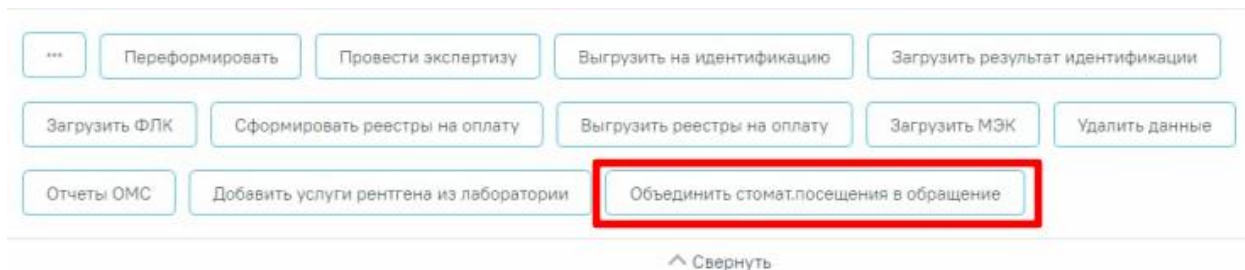 ... Переформировать Провести экспертизу Выгрузить на идентификацию Загрузить результат идентификации
Загрузить ФЛК Сформировать реестры на оплату Выгрузить реестры на оплату Загрузить МЭК Удалить данные
Отчеты ОМС Добавить услуги рентгена из лаборатории Объединить стомат.посещения в обращение
Свернуть